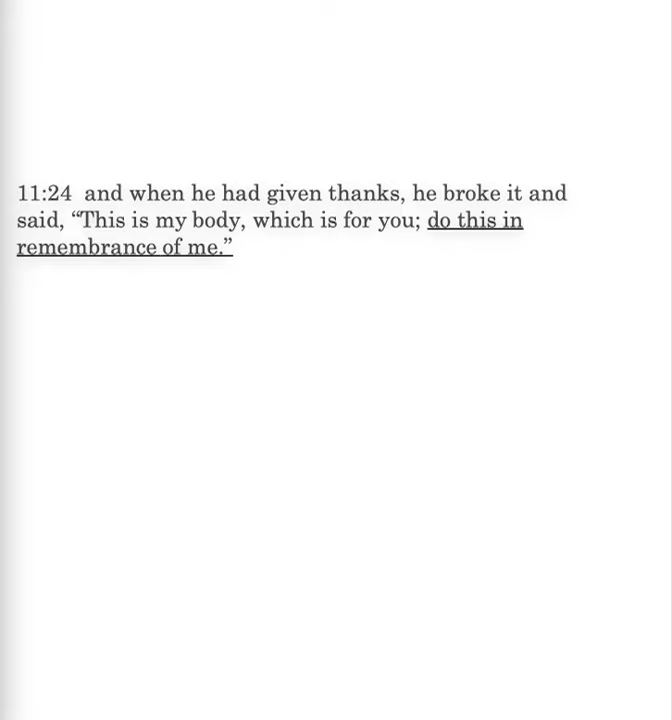 11:24 and when he had given thanks, he broke it and
said, “This is my body, which is for you; do this in
remembrance of me.”